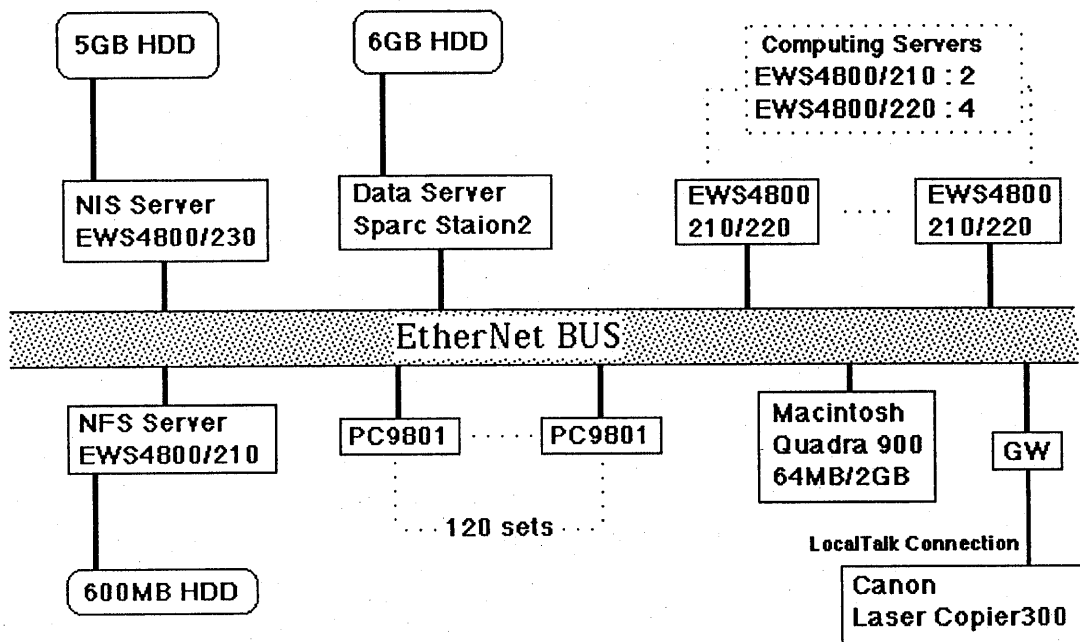 5GB HDD
6GB HDD
Computing Servers
EWS4800/210 : 2
EWS4800/220 : 4
NIS Server
EWS4800/230
Data Server
Sparc Staion2
EWS4800
210/220
EWS4800
210/220
EtherNet BUS
NFS Server
EWS4800/210
PC9801
PC9801
Macintosh
Quadra 900
64MB/2GB
GW
120 sets
LocalTalk Connection
600MB HDD
Canon
Laser Copier300